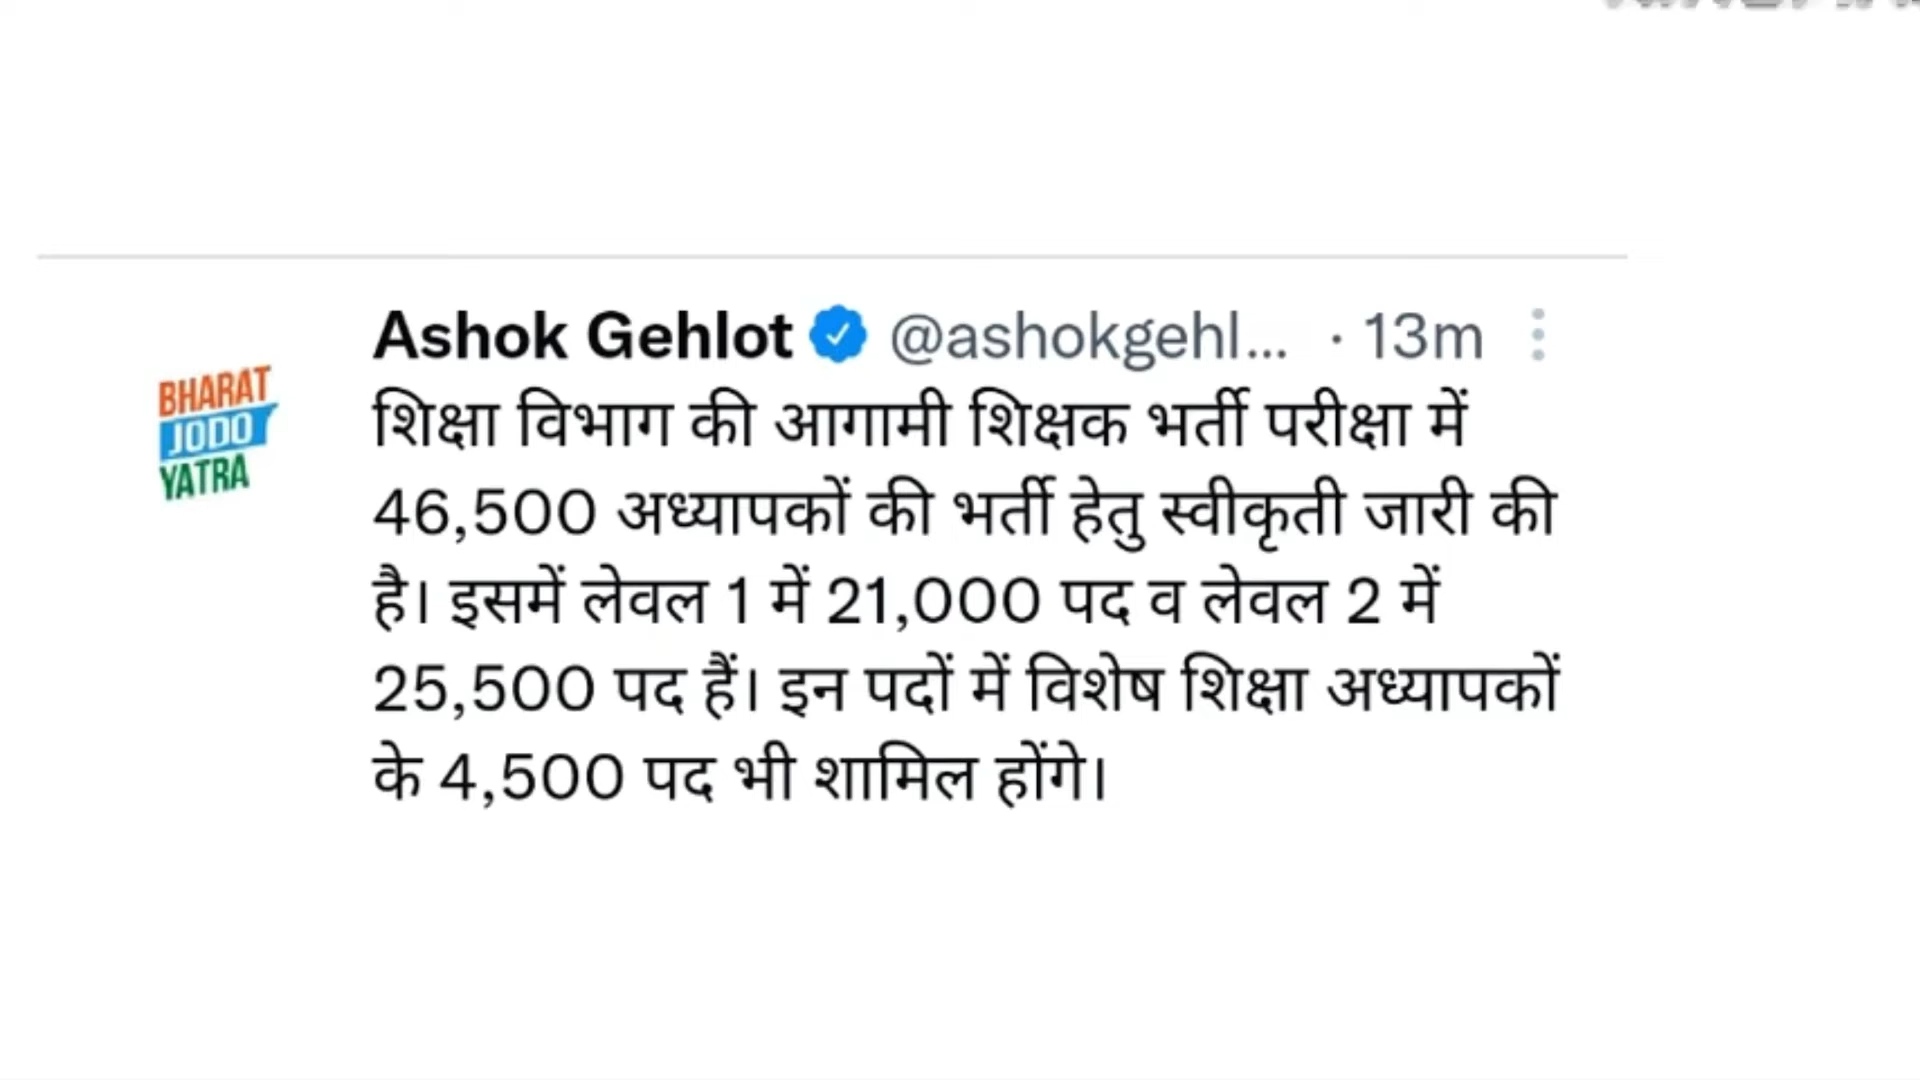 Ashok Gehlot @ashokgehl... · 13m
BHARAT
JODO
YATRA
शिक्षा विभाग की आगामी शिक्षक भर्ती परीक्षा में
46,500 अध्यापकों की भर्ती हेतु स्वीकृती जारी की
है। इसमें लेवल 1 में 21,000 पद व लेवल 2 में
25,500 पद हैं। इन पदों में विशेष शिक्षा अध्यापकों
के 4,500 पद भी शामिल होंगे।